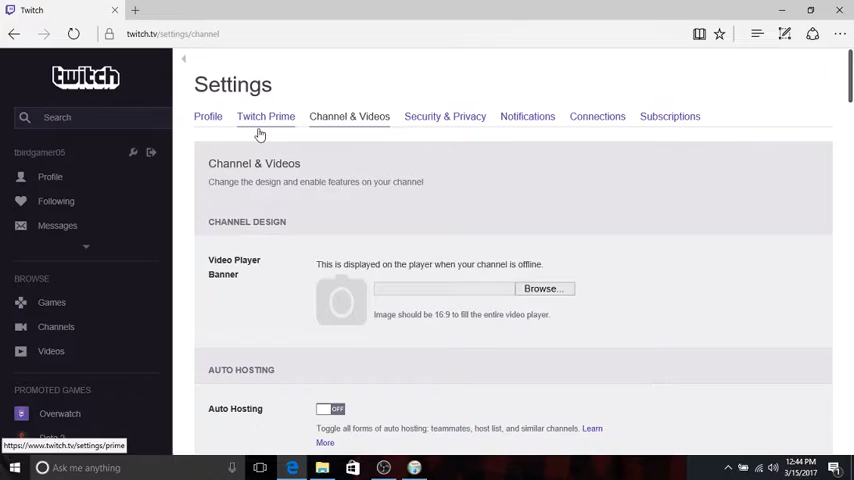 Twitch
twitch.tv/settings/channel
twitch
Search
tbirdgamer05
Profile
Following
Messages
BROWSE
Games
Channels
Videos
PROMOTED GAMES
Overwatch
https://www.twitch.tv/settings/prime
Settings
Profile Twitch Prime Channel & Videos Security & Privacy Notifications Connections Subscriptions
Channel & Videos
Change the design and enable features on your channel
CHANNEL DESIGN
Video Player
Banner
This is displayed on the player when your channel is offline.
Browse...
Image should be 16:9 to fill the entire video player.
AUTO HOSTING
Auto Hosting
OFF
Toggle all forms of auto hosting: teammates, host list, and similar channels. Learn
More
Ask me anything
12:44 PM
3/15/2017